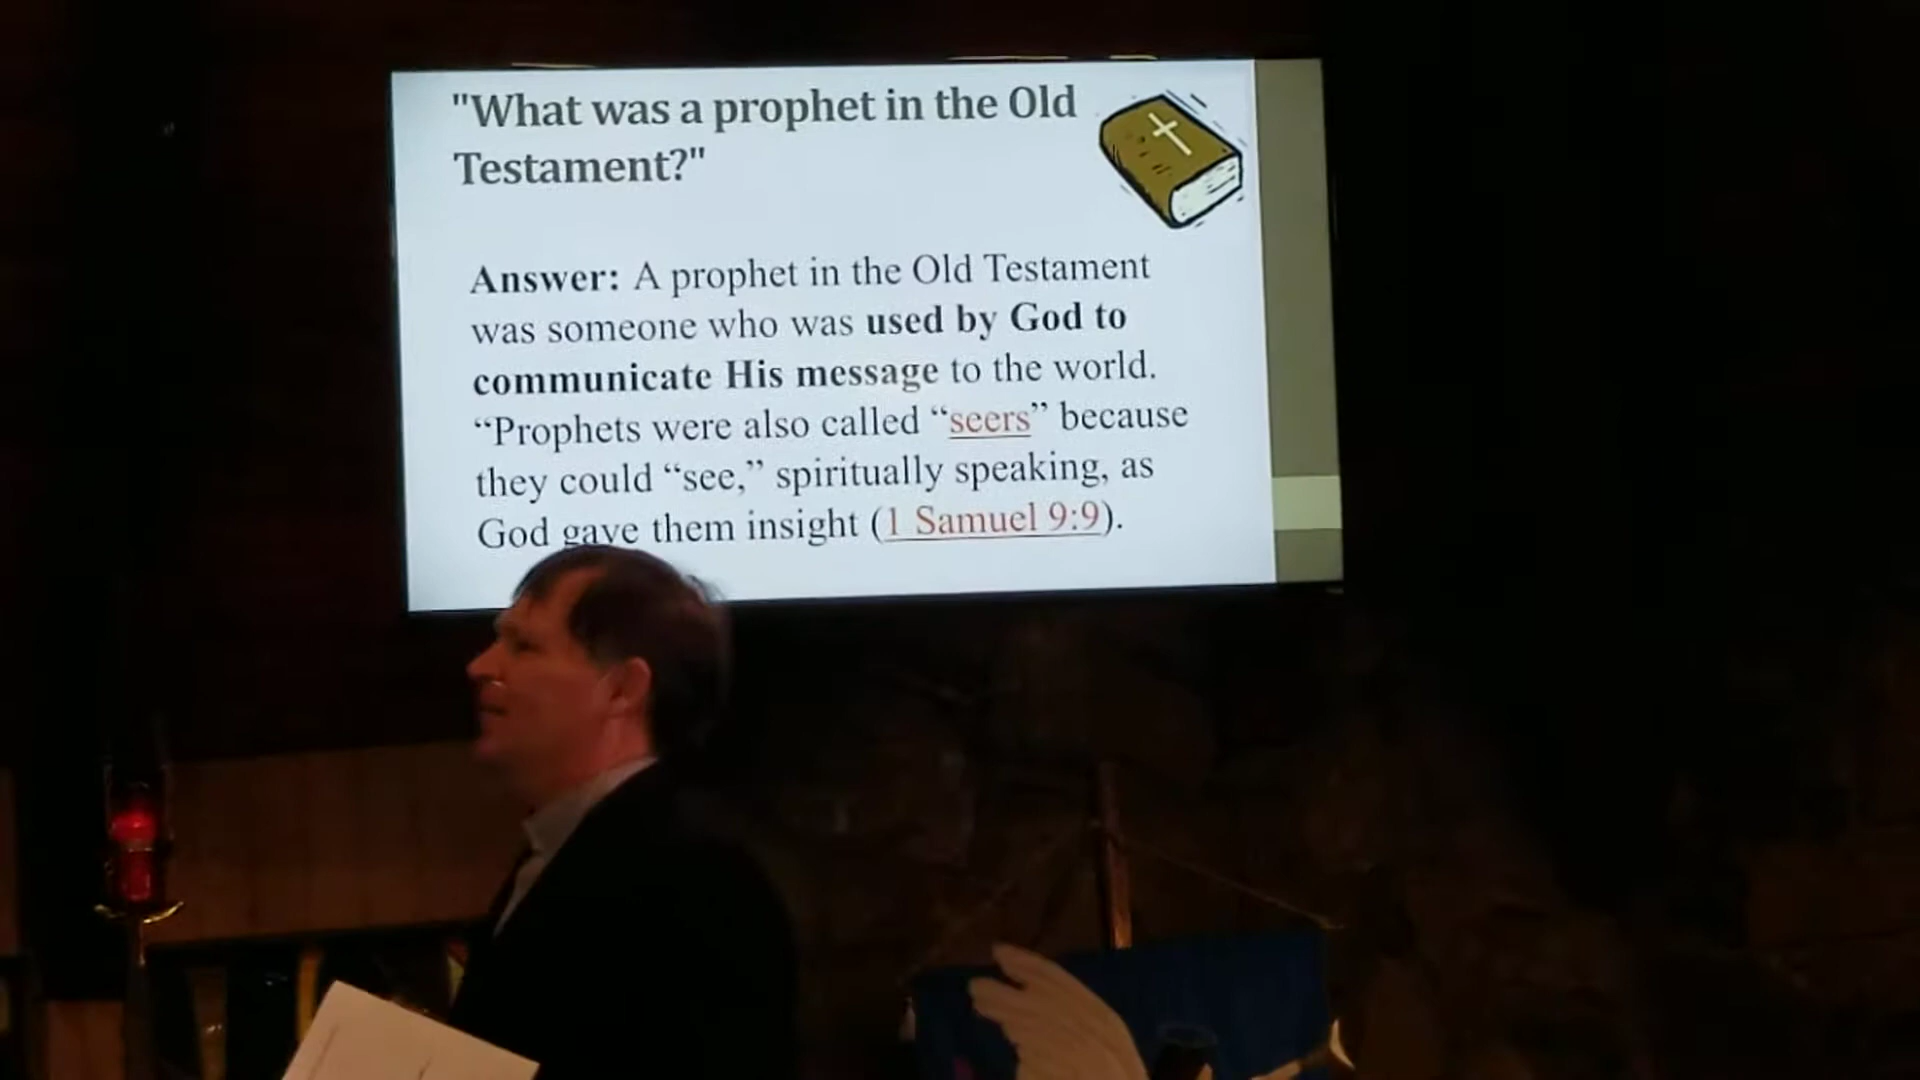 "What was a prophet in the Old
Testament?"
Answer: A prophet in the Old Testament
was someone who was used by God to
communicate His message to the world.
“Prophets were also called “seers” because
they could “see,” spiritually speaking, as
God gave them insight (1 Samuel 9:9).